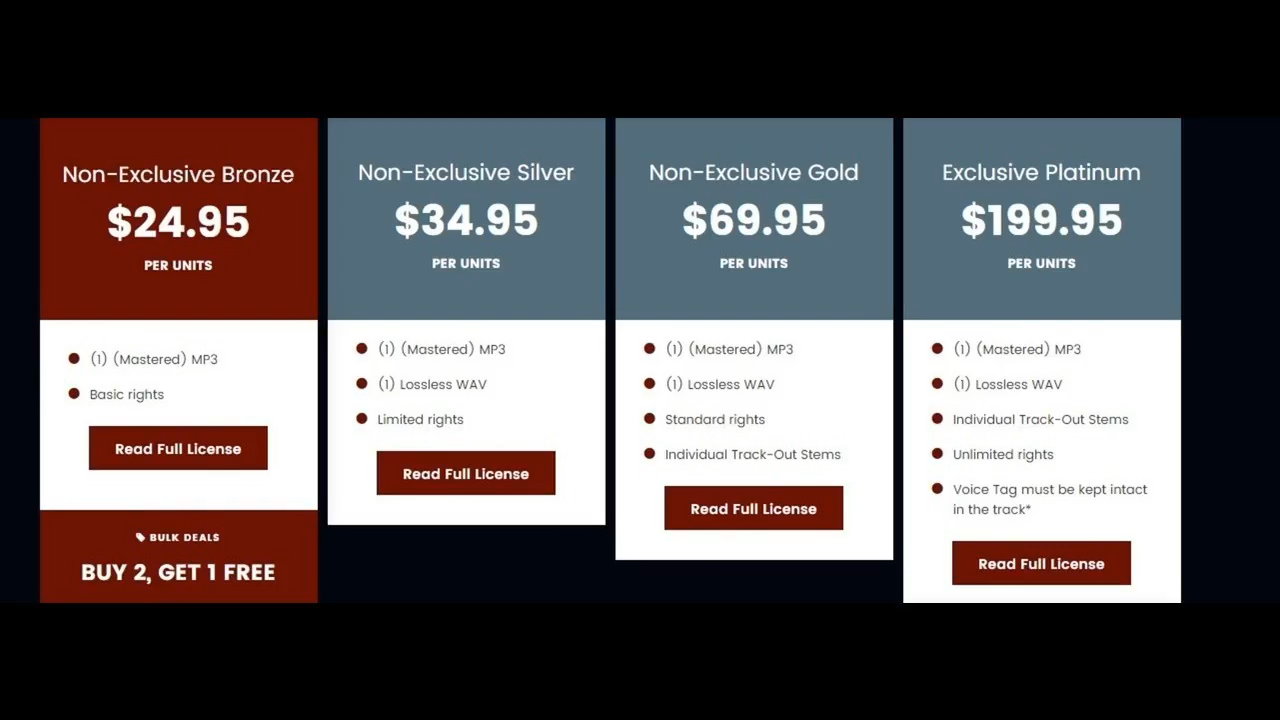 Non-Exclusive Bronze
$24.95
PER UNITS
(1) (Mastered) MP3
Basic rights
Read Full License
BULK DEALS
BUY 2, GET 1 FREE
Non-Exclusive Silver
$34.95
PER UNITS
(1) (Mastered) MP3
(1) Lossless WAV
Limited rights
Read Full License
Non-Exclusive Gold
$69.95
PER UNITS
(1) (Mastered) MP3
(1) Lossless WAV
Standard rights
Individual Track-Out Stems
Read Full License
Exclusive Platinum
$199.95
PER UNITS
(1) (Mastered) MP3
(1) Lossless WAV
Individual Track-Out Stems
Unlimited rights
Voice Tag must be kept intact
in the track*
Read Full License